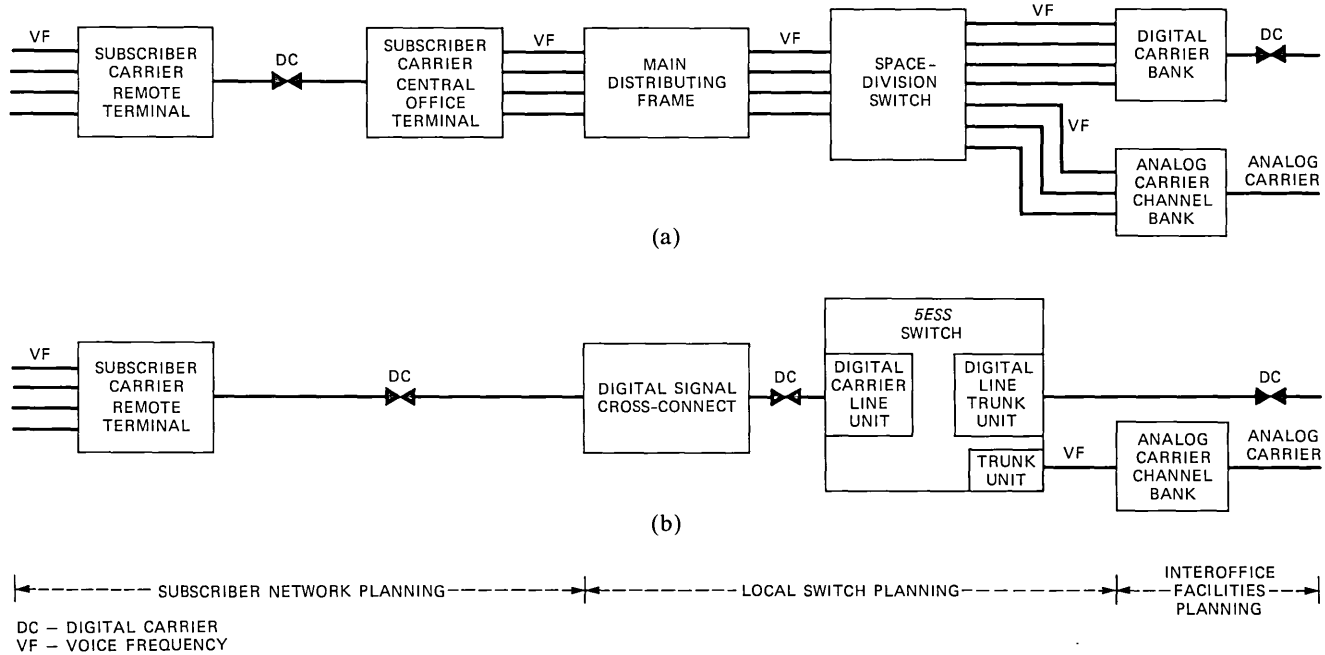 VF
SUBSCRIBER
CARRIER
REMOTE
TERMINAL
DC
SUBSCRIBER
CARRIER
CENTRAL
OFFICE
TERMINAL
VF
MAIN
DISTRIBUTING
FRAME
VF
SPACE-
DIVISION
SWITCH
VF
DIGITAL
CARRIER
BANK
DC
VF
ANALOG
CARRIER
CHANNEL
BANK
ANALOG
CARRIER
(a)
VF
SUBSCRIBER
CARRIER
REMOTE
TERMINAL
DC
DIGITAL SIGNAL
CROSS-CONNECT
DC
5ESS
SWITCH
DIGITAL
CARRIER
LINE
UNIT
DIGITAL
LINE
TRUNK
UNIT
TRUNK
UNIT
DC
VF
ANALOG
CARRIER
CHANNEL
BANK
ANALOG
CARRIER
(b)
SUBSCRIBER NETWORK PLANNING
LOCAL SWITCH PLANNING
INTEROFFICE
FACILITIES
PLANNING
DC – DIGITAL CARRIER
VF – VOICE FREQUENCY